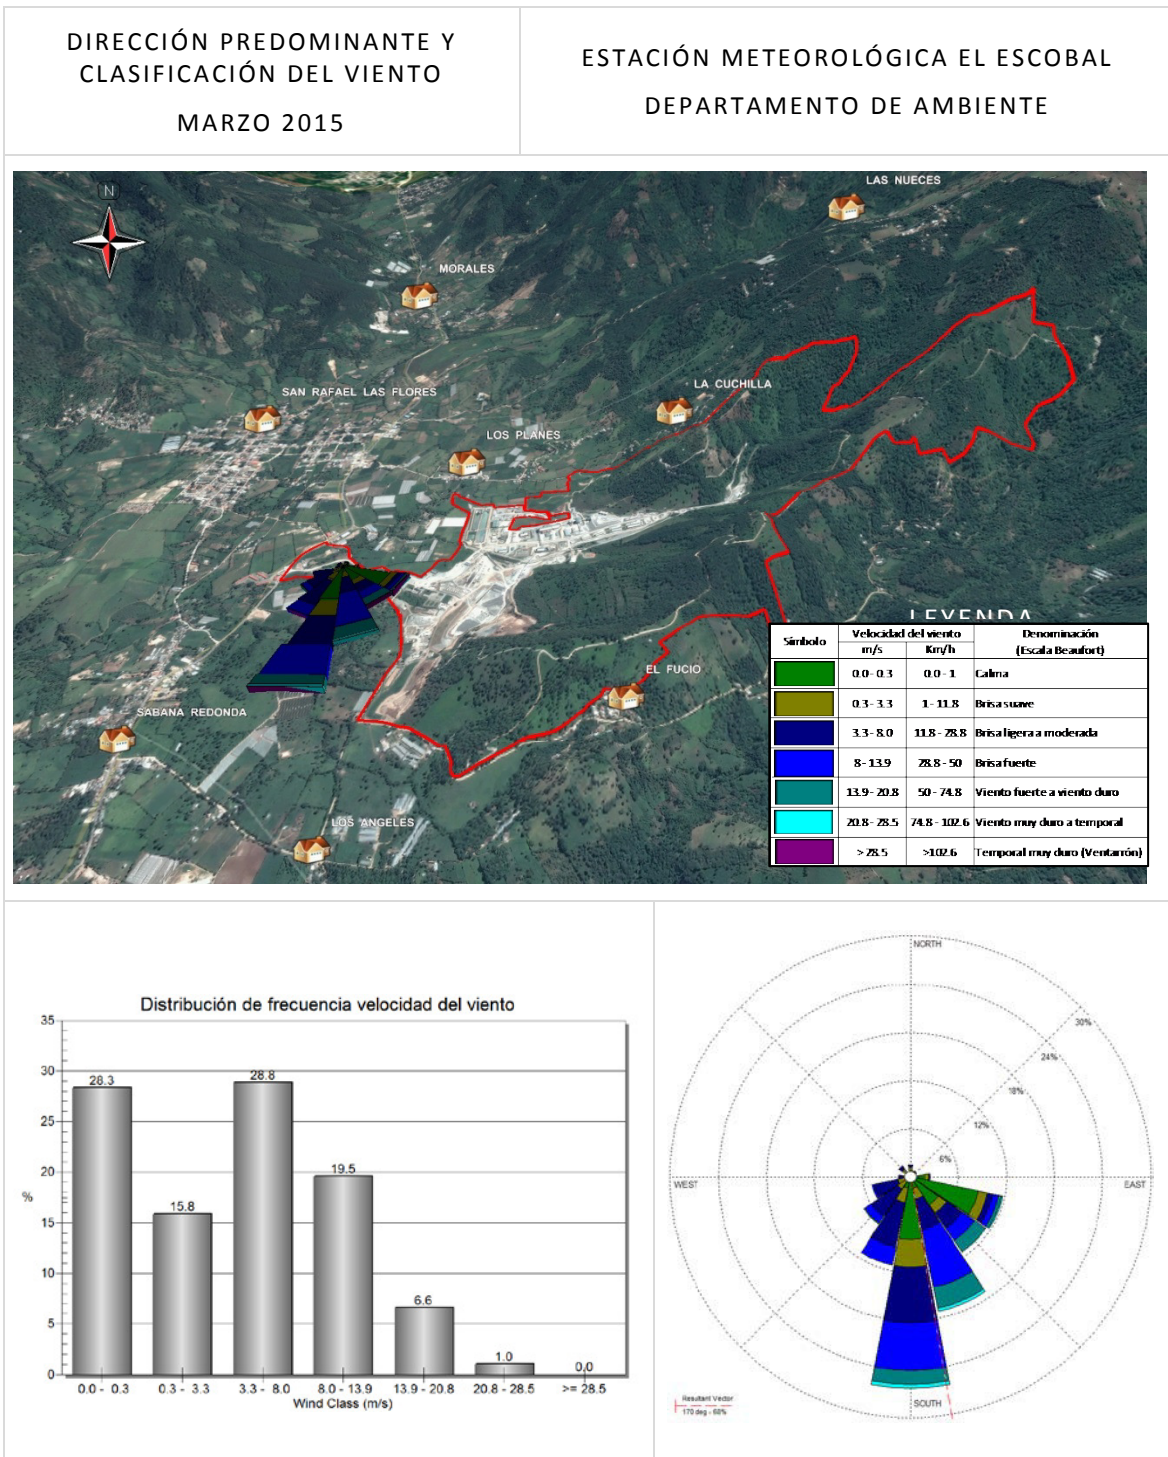 DIRECCIÓN PREDOMINANTE Y
CLASIFICACIÓN DEL VIENTO
MARZO 2015
ESTACIÓN METEOROLÓGICA EL ESCOBAL
DEPARTAMENTO DE AMBIENTE
N
LAS NUECES
MORALES
SAN RAFAEL LAS FLORES
LA CUCHILLA
LOS PLANES
EL FUCIO
SABANA REDONDA
LOS ANGELES
LEYENDA
Símbolo
Velocidad del viento
Denominación
m/s
Km/h
(Escala Beaufort)
0.0 - 0.3 0.0 - 1 Calma
0.3 - 3.3 1 - 11.8 Brisa suave
3.3 - 8.0 11.8 - 28.8 Brisa ligera a moderada
8 - 13.9 28.8 - 50 Brisa fuerte
13.9 - 20.8 50 - 74.8 Viento fuerte a viento duro
20.8 - 28.5 74.8 - 102.6 Viento muy duro a temporal
> 28.5 >102.6 Temporal muy duro (Ventarrón)
Distribución de frecuencia velocidad del viento
35
30
25
20
15
10
5
0
%
28.3
15.8
28.8
19.5
6.6
1.0
0.0
0.0 - 0.3
0.3 - 3.3
3.3 - 8.0
8.0 - 13.9
13.9 - 20.8
20.8 - 28.5
>= 28.5
Wind Class (m/s)
NORTH
30%
24%
18%
12%
6%
WEST
EAST
SOUTH
Resultant Vector
170 deg - 68%